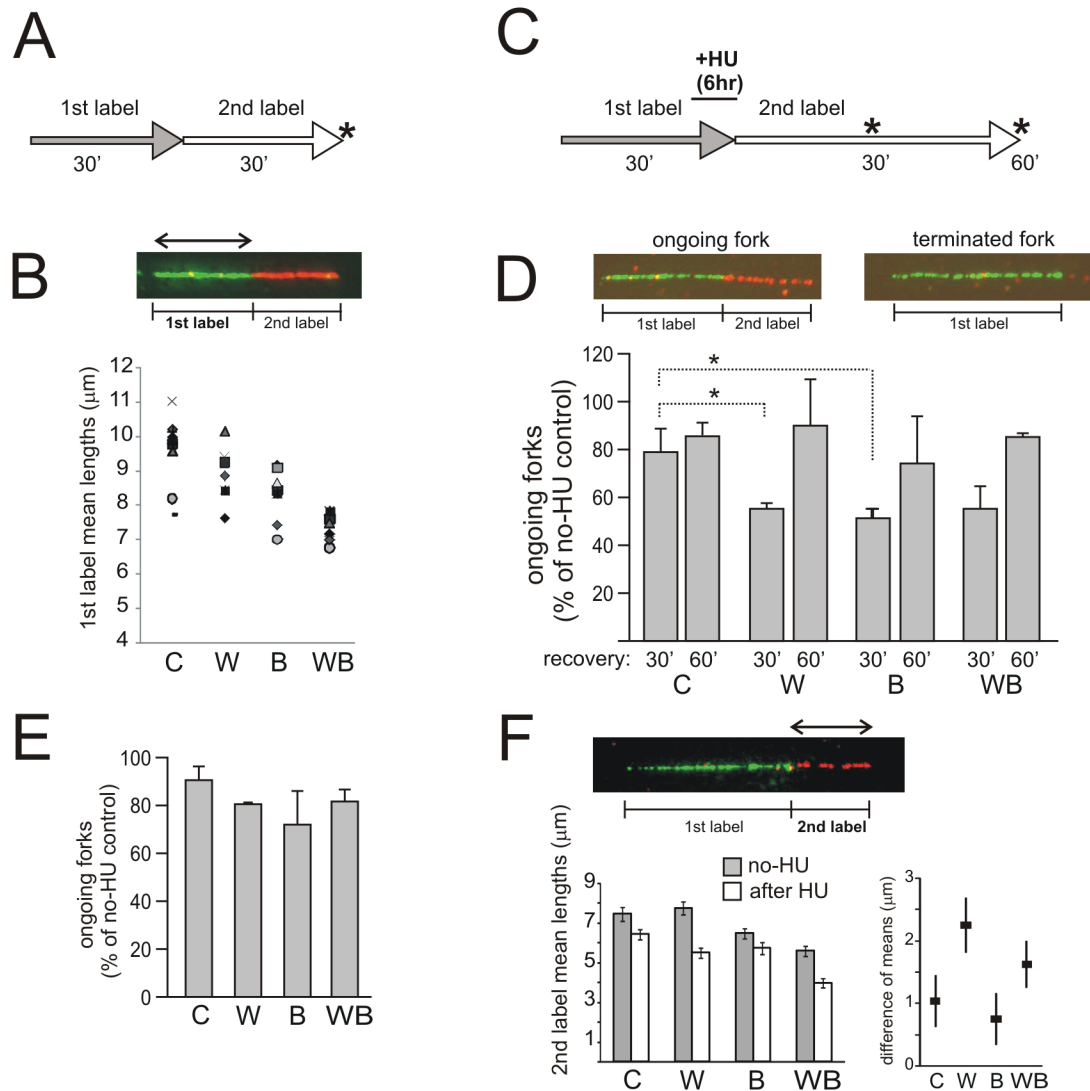 A
1st label
2nd label
*
30'
30'
C
+HU
(6hr)
1st label
2nd label
*
*
30'
30'
60'
B
1st label
2nd label
1st label mean lengths (μm)
12
11
10
9
8
7
6
5
4
C W B WB
D
ongoing fork
terminated fork
1st label
2nd label
1st label
ongoing forks
(% of no-HU control)
120
100
80
60
40
20
*
*
recovery: 30' 60' 30' 60' 30' 60' 30' 60'
C W B WB
E
ongoing forks
(% of no-HU control)
100
80
60
40
20
0
C W B WB
F
1st label
2nd label
2nd label mean lengths (μm)
9
7
5
3
1
no-HU
after HU
C W B WB
difference of means (μm)
3
2
1
0
C W B WB